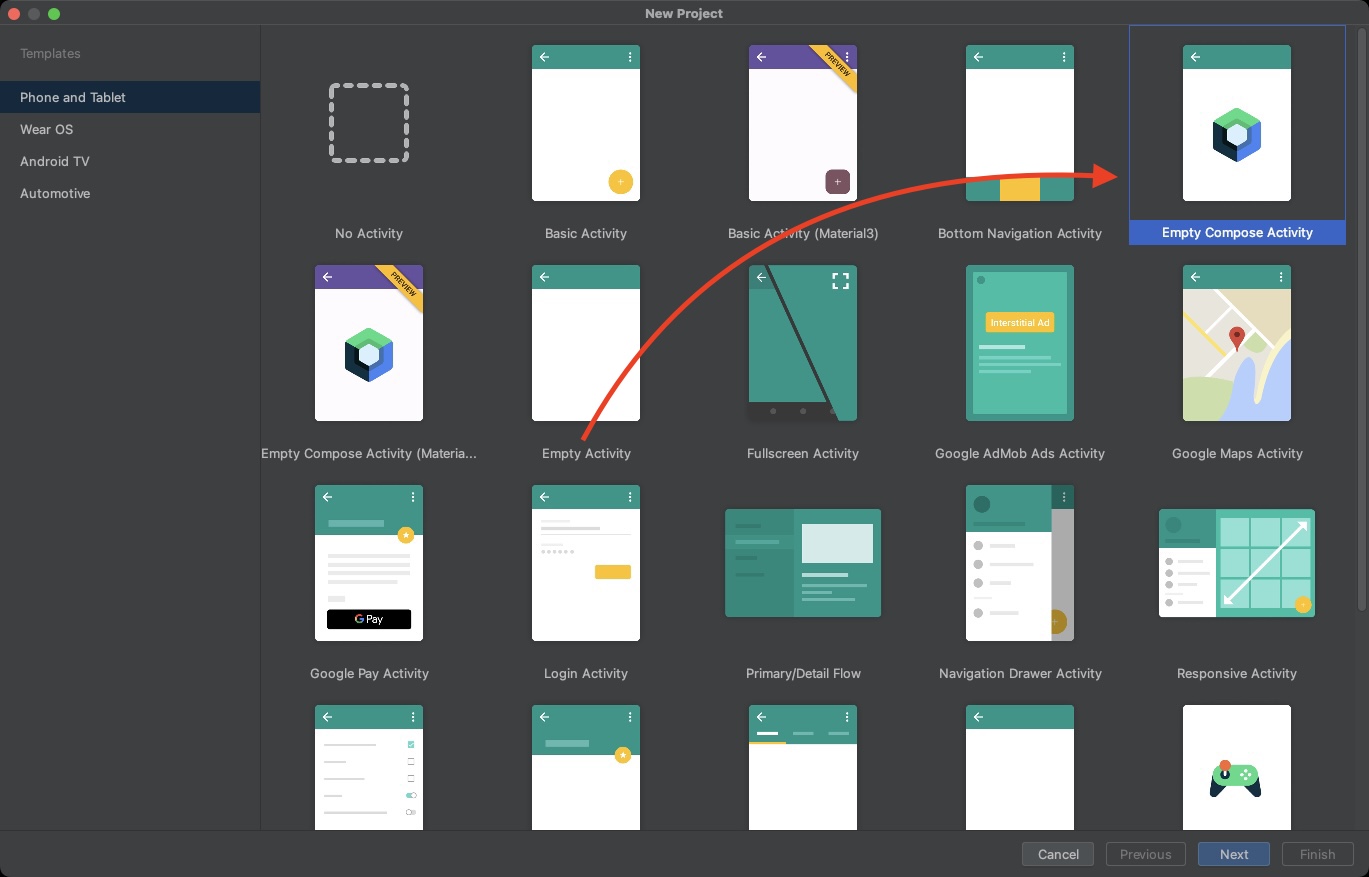 New Project
Templates
Phone and Tablet
Wear OS
Android TV
Automotive
PREVIEW
No Activity
Basic Activity
Basic Activity (Material3)
Bottom Navigation Activity
Empty Compose Activity
PREVIEW
Interstitial Ad
Empty Compose Activity (Materia...
Empty Activity
Fullscreen Activity
Google AdMob Ads Activity
Google Maps Activity
G Pay
Google Pay Activity
Login Activity
Primary/Detail Flow
Navigation Drawer Activity
Responsive Activity
Cancel
Previous
Next
Finish